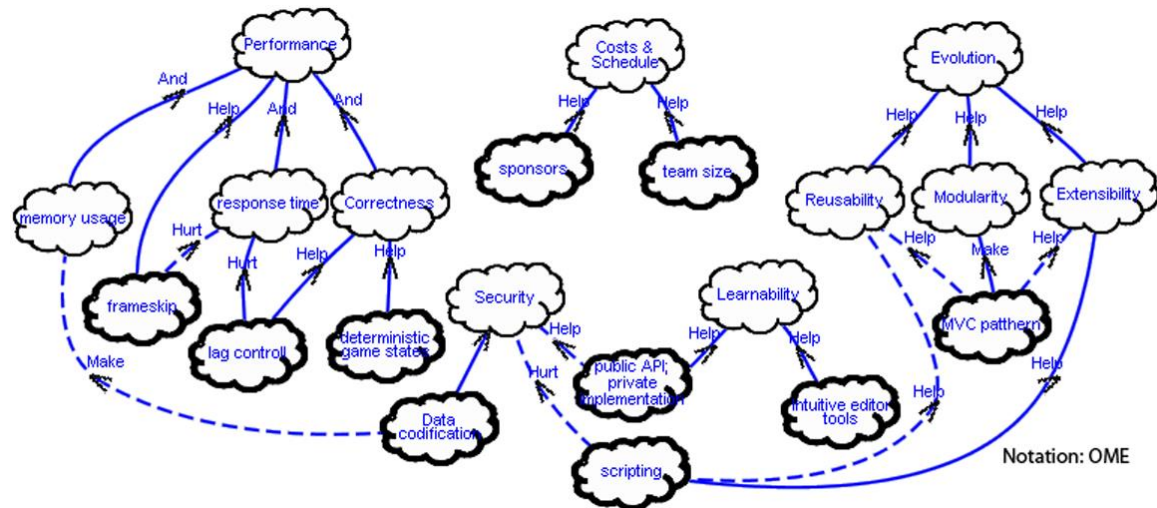 Performance
Costs &
Schedule
Evolution
And
Help
And
And
Help
Help
Help
Help
Help
sponsors
team size
memory usage
response time
Correctness
Reusability
Modularity
Extensibility
Hurt
Hurt
Help
Help
Help
Make
Help
Security
Learnability
frameskip
lag controll
deterministic
game states
MVC patthern
Help
Help
Help
Make
Hurt
public API;
private
implementation
Help
Data
codification
intuitive editor
tools
Help
scripting
Notation: OME